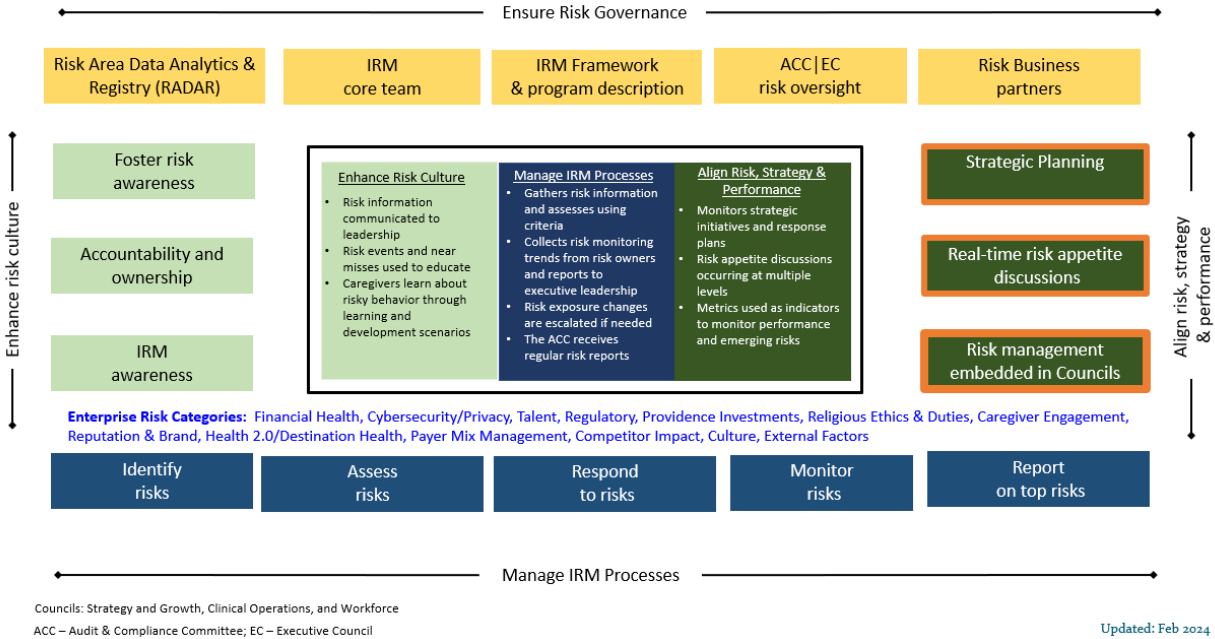 Ensure Risk Governance
Risk Area Data Analytics &
Registry (RADAR)
IRM
core team
IRM Framework
& program description
ACC|EC
risk oversight
Risk Business
partners
Enhance risk culture
Foster risk
awareness
Accountability and
ownership
IRM
awareness
Enhance Risk Culture
• Risk information
communicated to
leadership
• Risk events and near
misses used to educate
• Caregivers learn about
risky behavior through
learning and
development scenarios
Manage IRM Processes
• Gathers risk information
and assesses using
criteria
• Collects risk monitoring
trends from risk owners
and reports to
executive leadership
• Risk exposure changes
are escalated if needed
• The ACC receives
regular risk reports
Align Risk, Strategy &
Performance
• Monitors strategic
initiatives and response
plans
• Risk appetite discussions
occurring at multiple
levels
• Metrics used as indicators
to monitor performance
and emerging risks
Strategic Planning
Real-time risk appetite
discussions
Risk management
embedded in Councils
Align risk, strategy
& performance
Enterprise Risk Categories: Financial Health, Cybersecurity/Privacy, Talent, Regulatory, Providence Investments, Religious Ethics & Duties, Caregiver Engagement,
Reputation & Brand, Health 2.0/Destination Health, Payer Mix Management, Competitor Impact, Culture, External Factors
Identify
risks
Assess
risks
Respond
to risks
Monitor
risks
Report
on top risks
Manage IRM Processes
Councils: Strategy and Growth, Clinical Operations, and Workforce
ACC – Audit & Compliance Committee; EC – Executive Council
Updated: Feb 2024